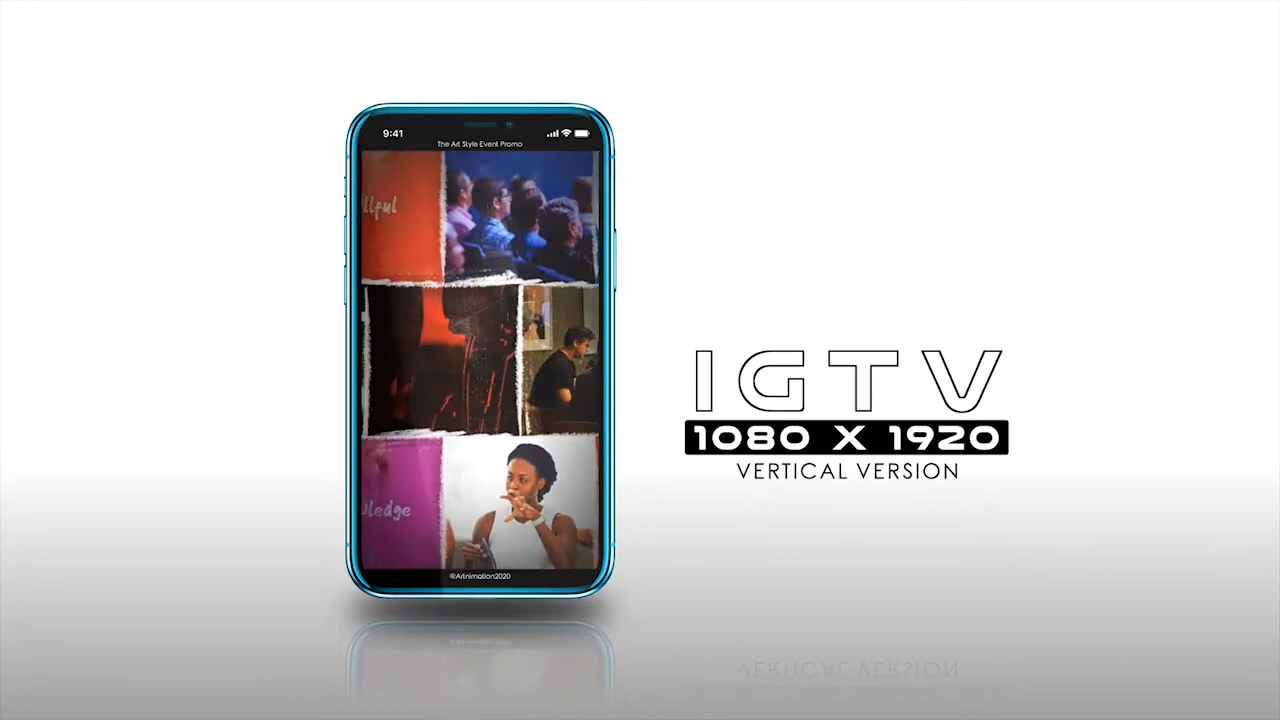 9:41
The Art Style Event Promo
llful
wledge
@Artnimation2020
IGTV
1080 X 1920
VERTICAL VERSION